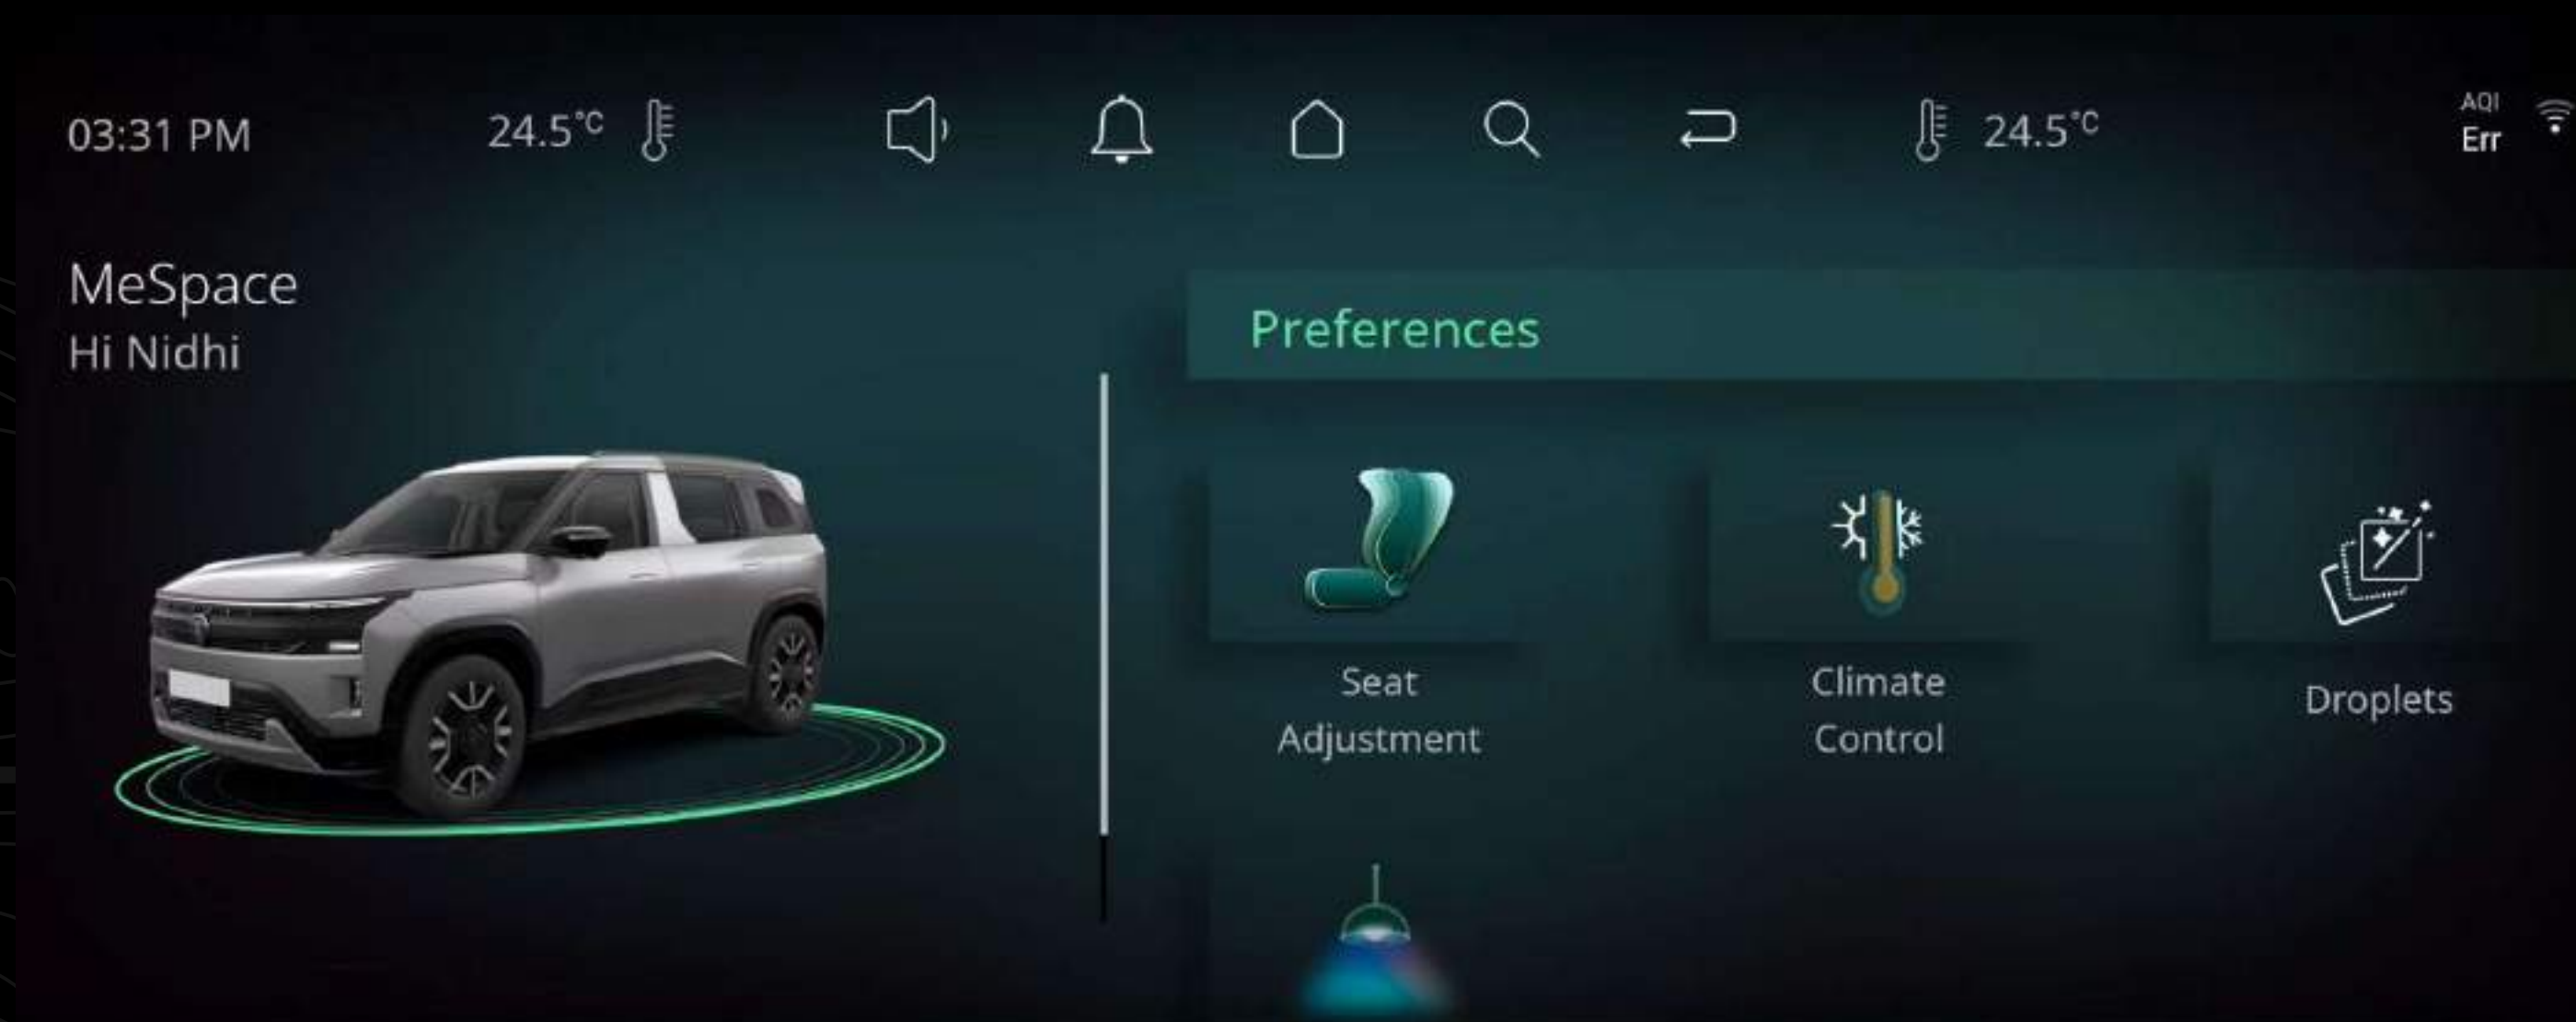 03:31 PM
24.5°C
24.5°C
AQI
Err
MeSpace
Hi Nidhi
Preferences
Seat
Adjustment
Climate
Control
Droplets